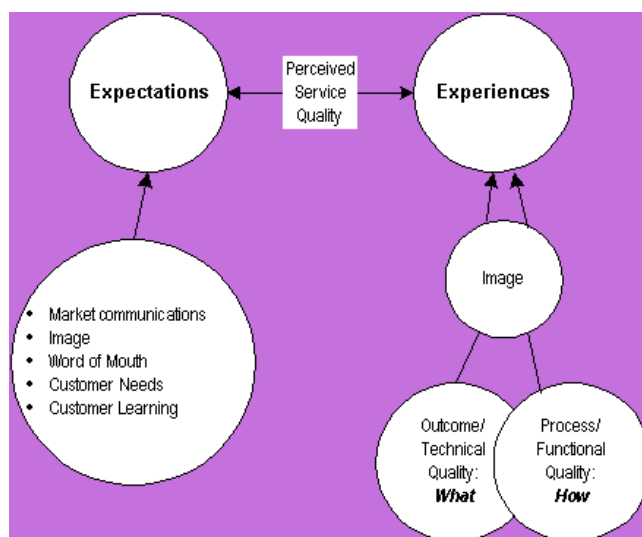 Expectations
Perceived
Service
Quality
Experiences
• Market communications
• Image
• Word of Mouth
• Customer Needs
• Customer Learning
Image
Outcome/
Technical
Quality:
What
Process/
Functional
Quality:
How